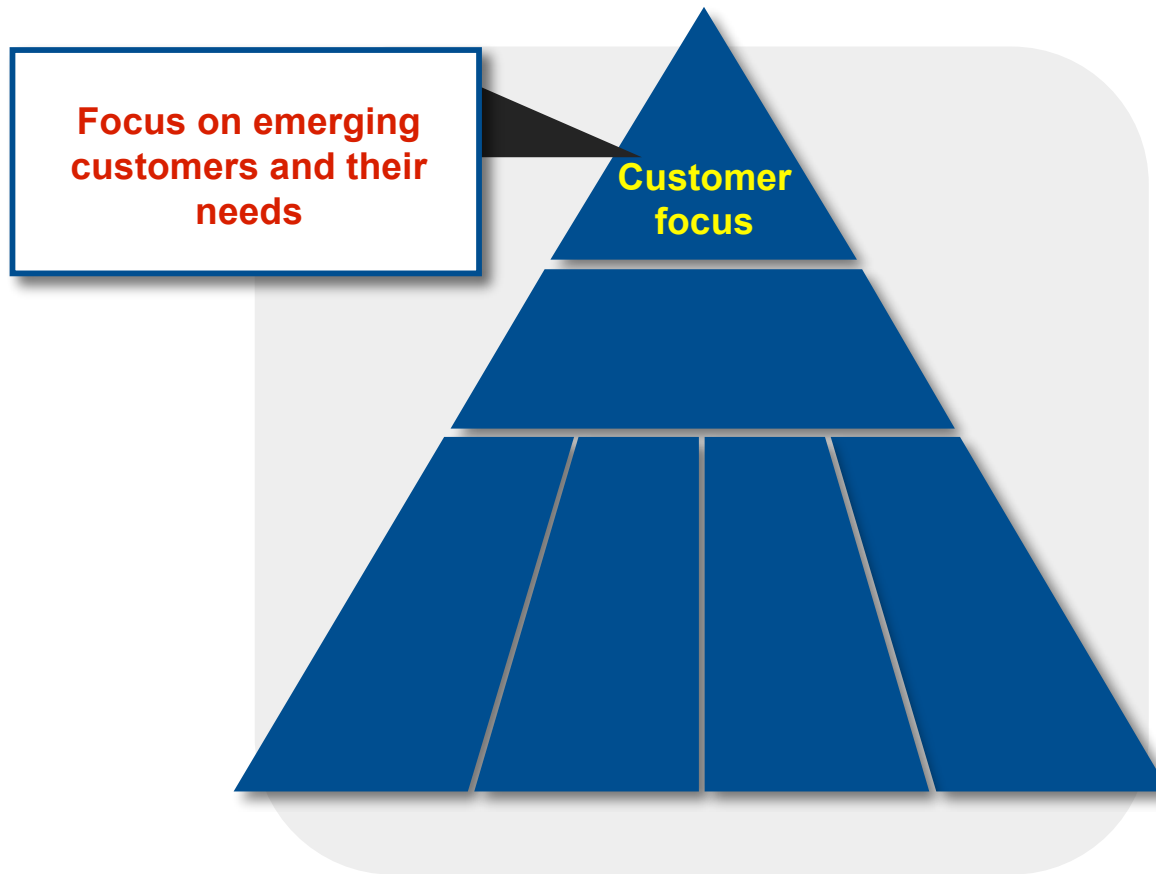 Focus on emerging
customers and their
needs
Customer
focus